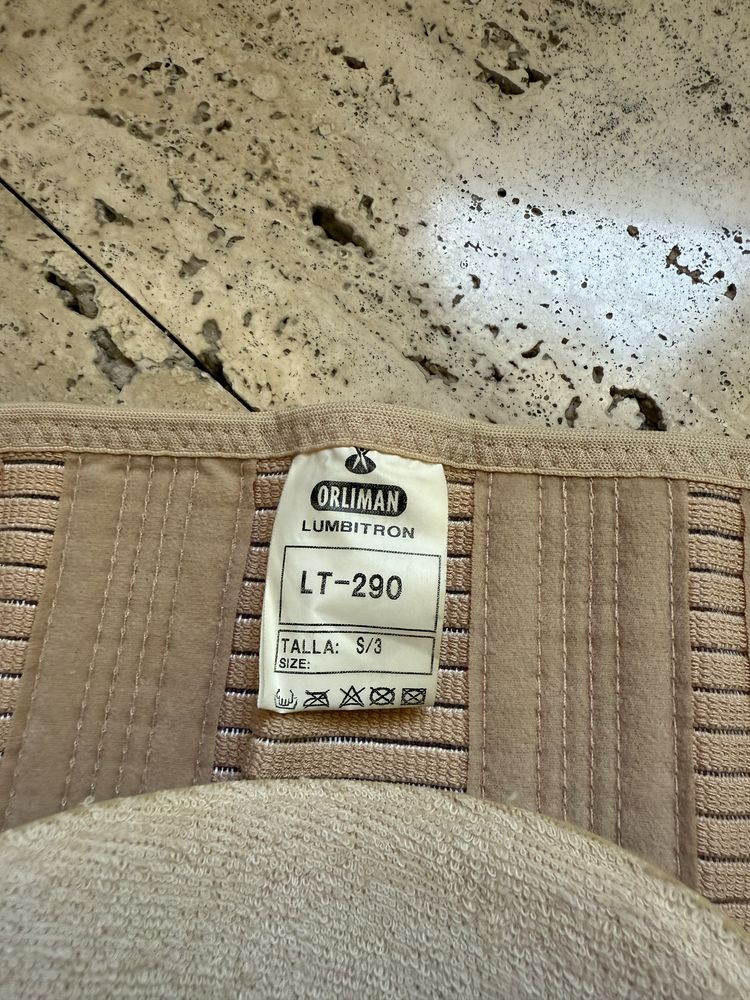 ORLIMAN
LUMBITRON
LT-290
TALLA: S/3
SIZE: